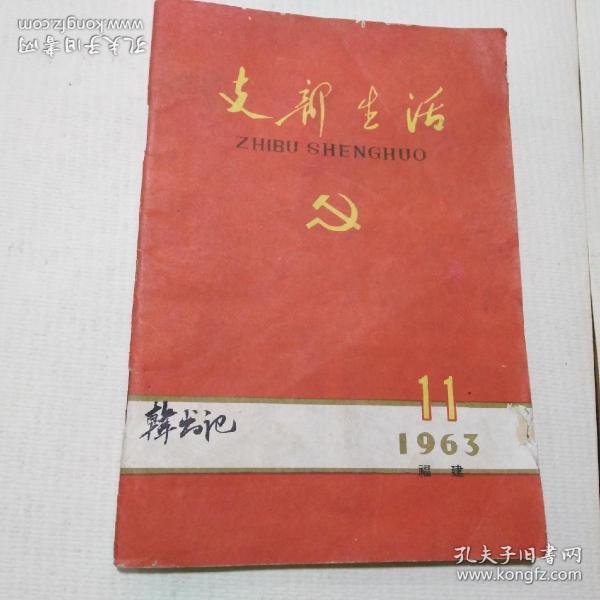 孔夫子旧书网
www.kongfz.com
支部生活
ZHIBU SHENGHUO
11
韩书记
1963
福建
孔夫子旧书网
www.kongfz.com